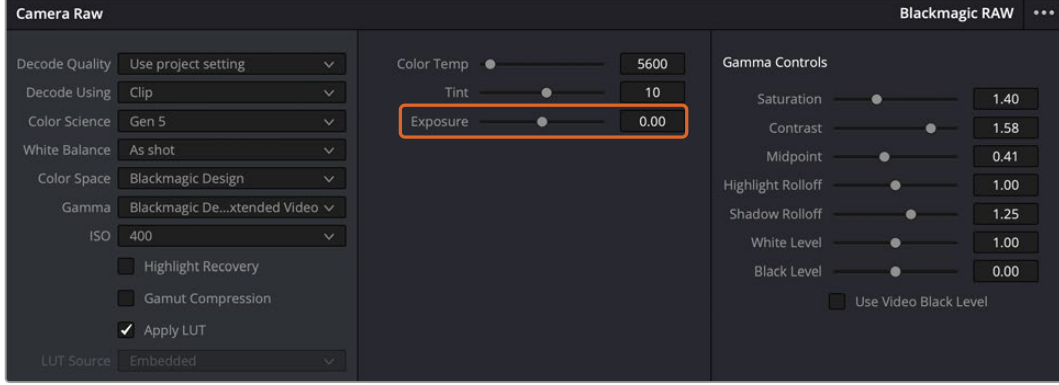 Camera Raw
Blackmagic RAW •••
Decode Quality Use project setting
Decode Using Clip
Color Science Gen 5
White Balance As shot
Color Space Blackmagic Design
Gamma Blackmagic De...xtended Video
ISO 400
Highlight Recovery
Gamut Compression
Apply LUT
LUT Source Embedded
Color Temp 5600
Tint 10
Exposure 0.00
Gamma Controls
Saturation 1.40
Contrast 1.58
Midpoint 0.41
Highlight Rolloff 1.00
Shadow Rolloff 1.25
White Level 1.00
Black Level 0.00
Use Video Black Level